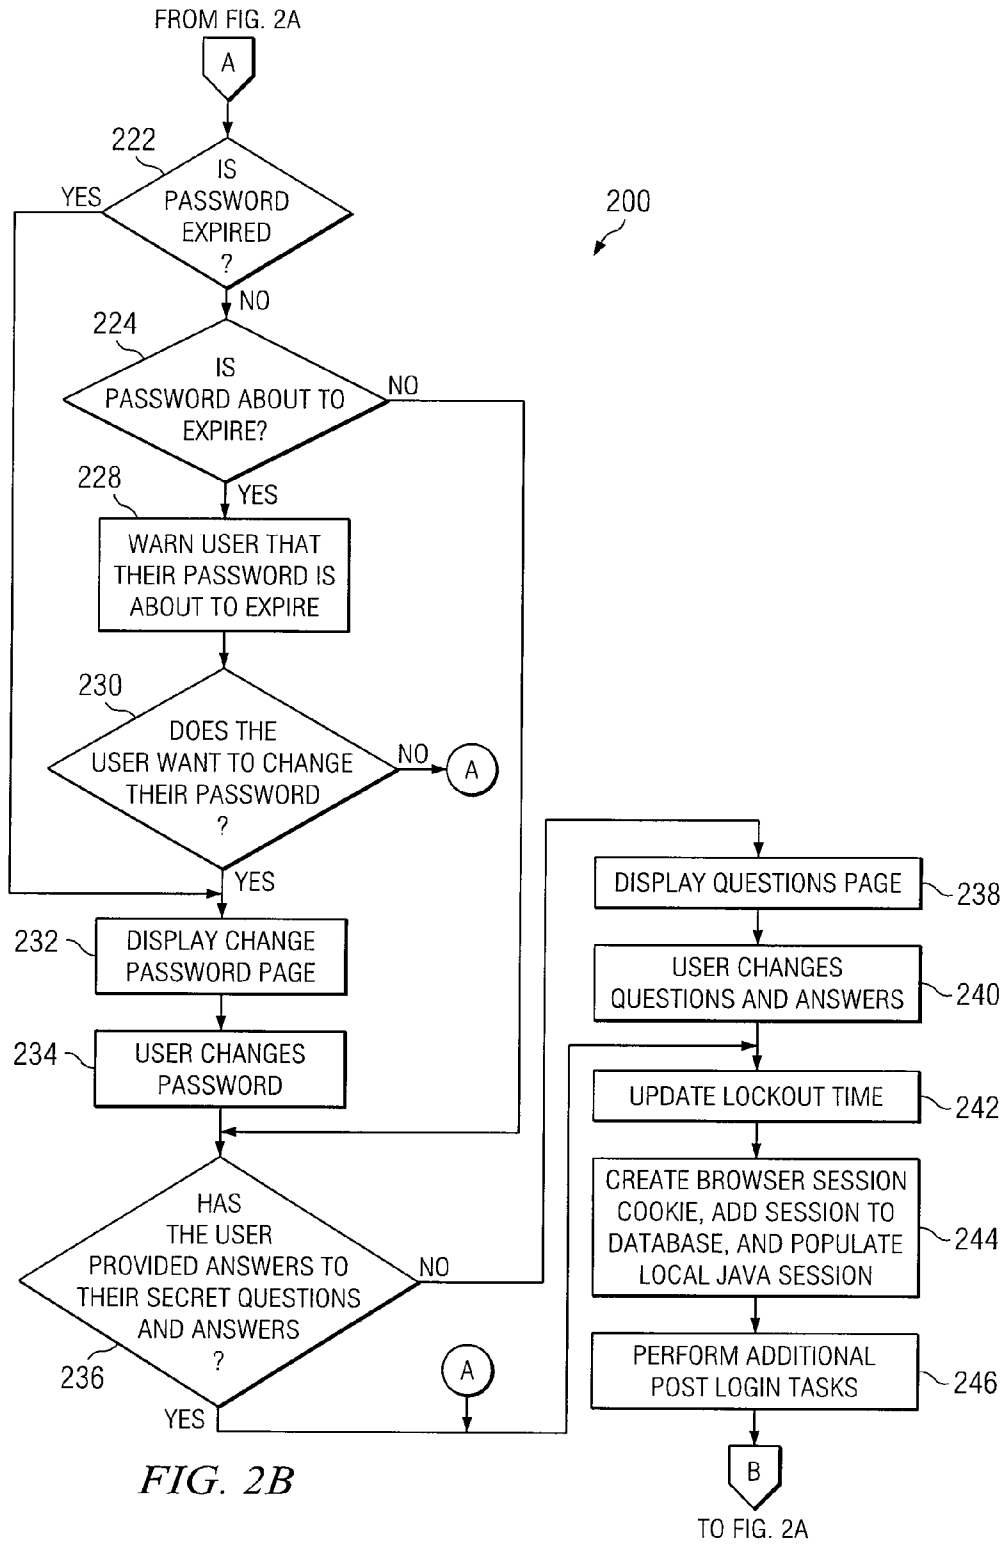 FROM FIG. 2A
A
222
IS
PASSWORD
EXPIRED
?
YES
NO
200
224
IS
PASSWORD ABOUT TO
EXPIRE?
NO
YES
228
WARN USER THAT
THEIR PASSWORD IS
ABOUT TO EXPIRE
230
DOES THE
USER WANT TO CHANGE
THEIR PASSWORD
?
NO
A
YES
232
DISPLAY CHANGE
PASSWORD PAGE
234
USER CHANGES
PASSWORD
HAS
THE USER
PROVIDED ANSWERS TO
THEIR SECRET QUESTIONS
AND ANSWERS
?
NO
236
YES
A
DISPLAY QUESTIONS PAGE
238
USER CHANGES
QUESTIONS AND ANSWERS
240
UPDATE LOCKOUT TIME
242
CREATE BROWSER SESSION
COOKIE, ADD SESSION TO
DATABASE, AND POPULATE
LOCAL JAVA SESSION
244
PERFORM ADDITIONAL
POST LOGIN TASKS
246
B
TO FIG. 2A
FIG. 2B